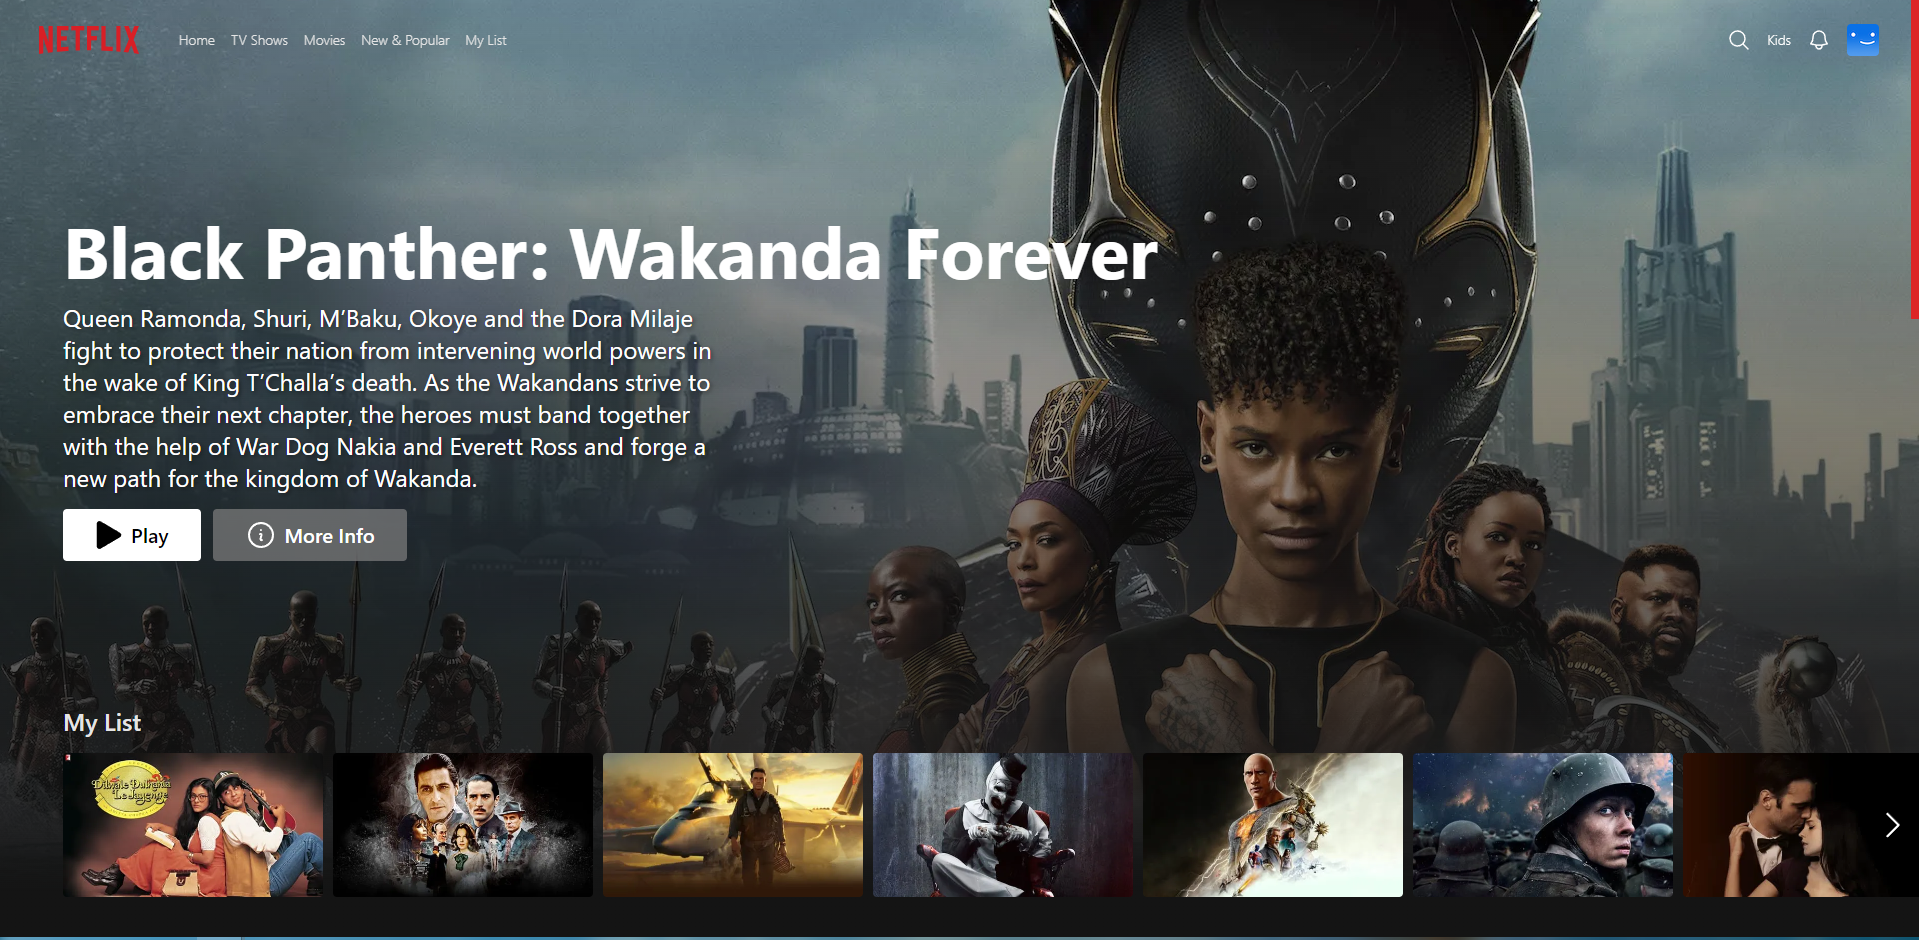 NETFLIX
Home TV Shows Movies New & Popular My List
Kids
Black Panther: Wakanda Forever
Queen Ramonda, Shuri, M’Baku, Okoye and the Dora Milaje
fight to protect their nation from intervening world powers in
the wake of King T’Challa’s death. As the Wakandans strive to
embrace their next chapter, the heroes must band together
with the help of War Dog Nakia and Everett Ross and forge a
new path for the kingdom of Wakanda.
Play More Info
My List
Dilwale Dulhania
Le Jayenge